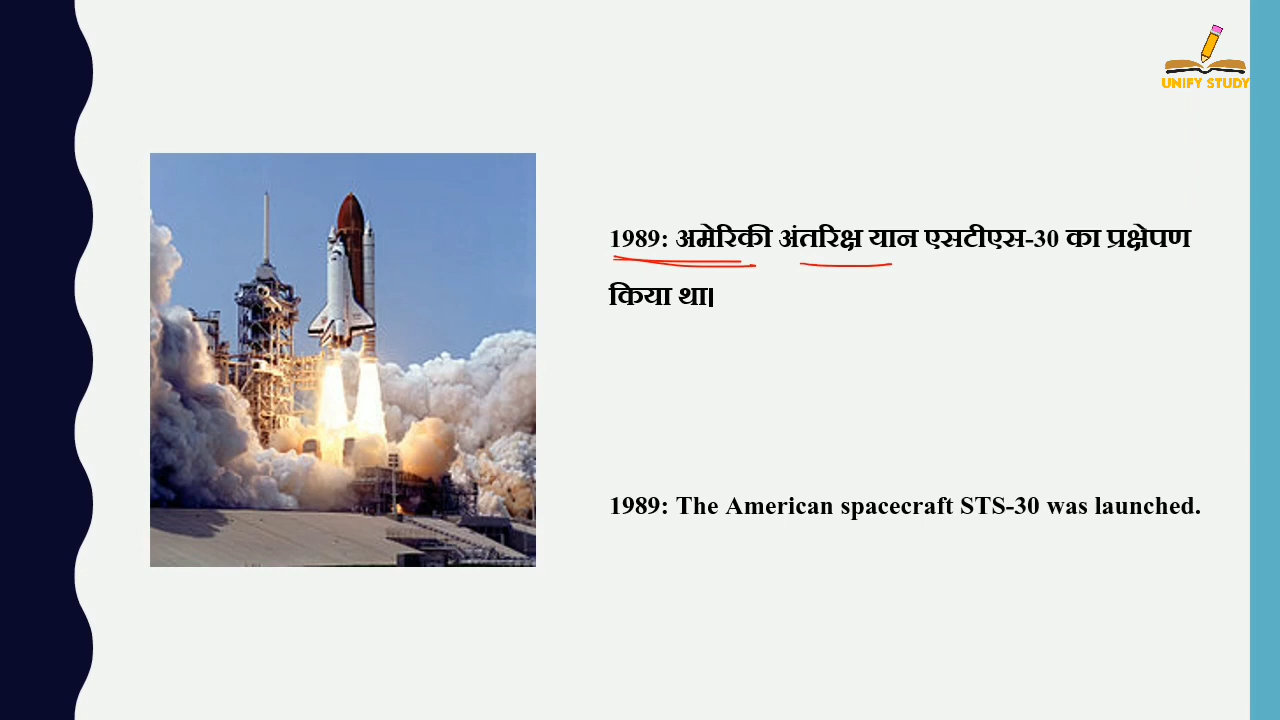 UNIFY STUDY
1989: अमेरिकी अंतरिक्ष यान एसटीएस-30 का प्रक्षेपण
किया था।
1989: The American spacecraft STS-30 was launched.